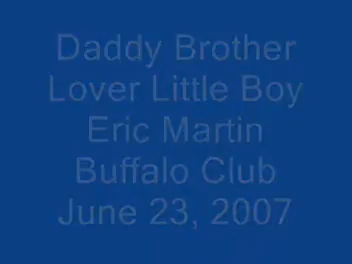 Daddy Brother
Lover Little Boy
Eric Martin
Buffalo Club
June 23, 2007